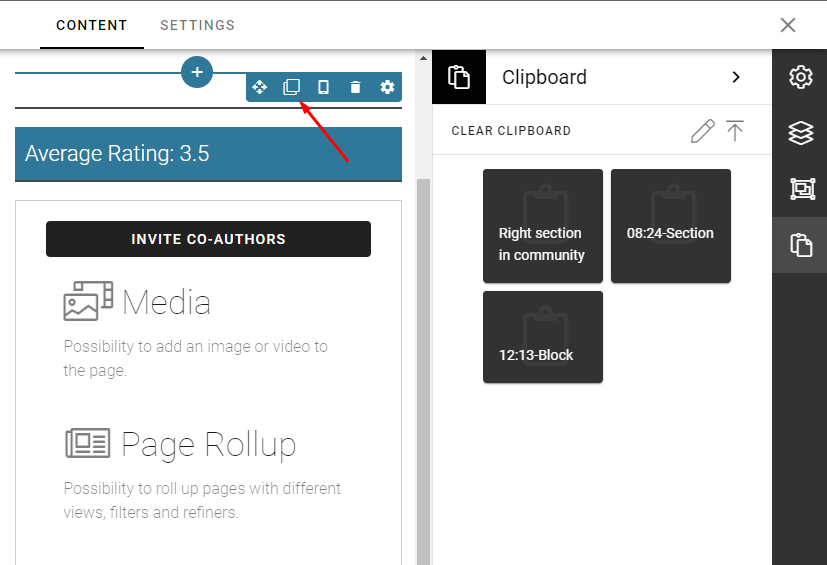 CONTENT SETTINGS
Average Rating: 3.5
INVITE CO-AUTHORS
Media
Possibility to add an image or video to
the page.
Page Rollup
Possibility to roll up pages with different
views, filters and refiners.
Clipboard
CLEAR CLIPBOARD
Right section
in community
08:24-Section
12:13-Block